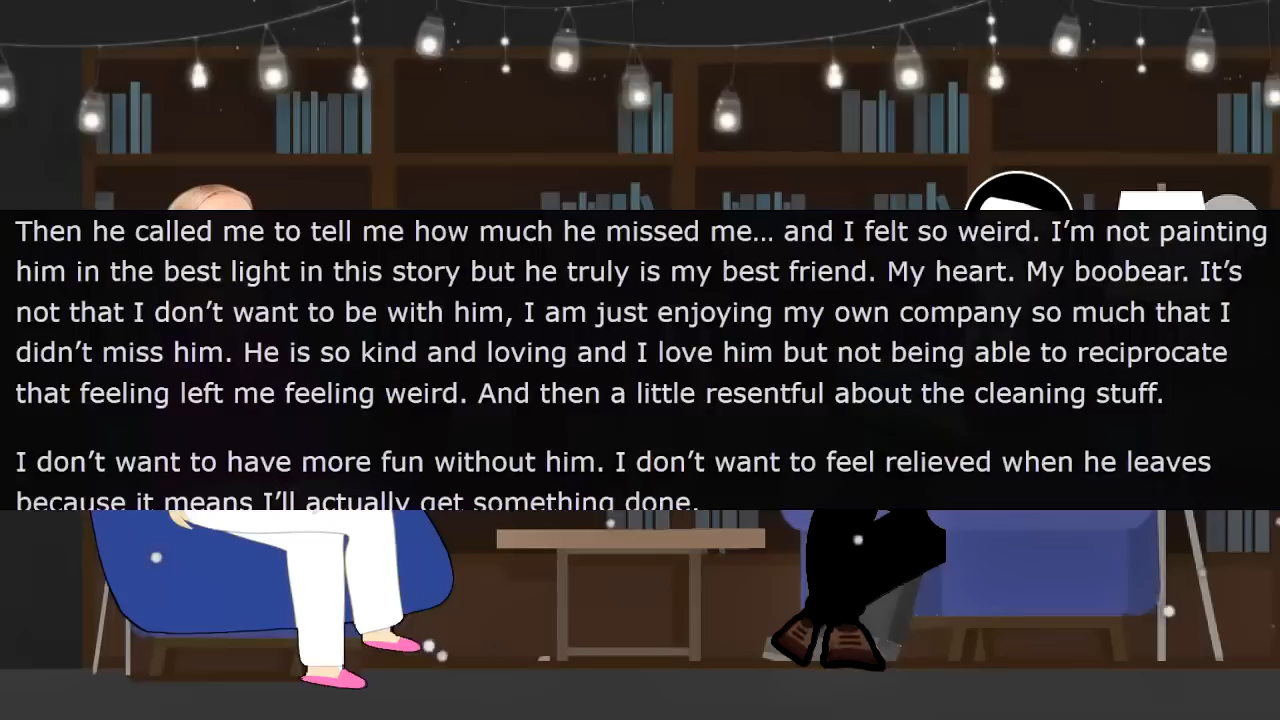 Then he called me to tell me how much he missed me… and I felt so weird. I’m not painting
him in the best light in this story but he truly is my best friend. My heart. My boobear. It’s
not that I don’t want to be with him, I am just enjoying my own company so much that I
didn’t miss him. He is so kind and loving and I love him but not being able to reciprocate
that feeling left me feeling weird. And then a little resentful about the cleaning stuff.
I don’t want to have more fun without him. I don’t want to feel relieved when he leaves
because it means I’ll actually get something done.